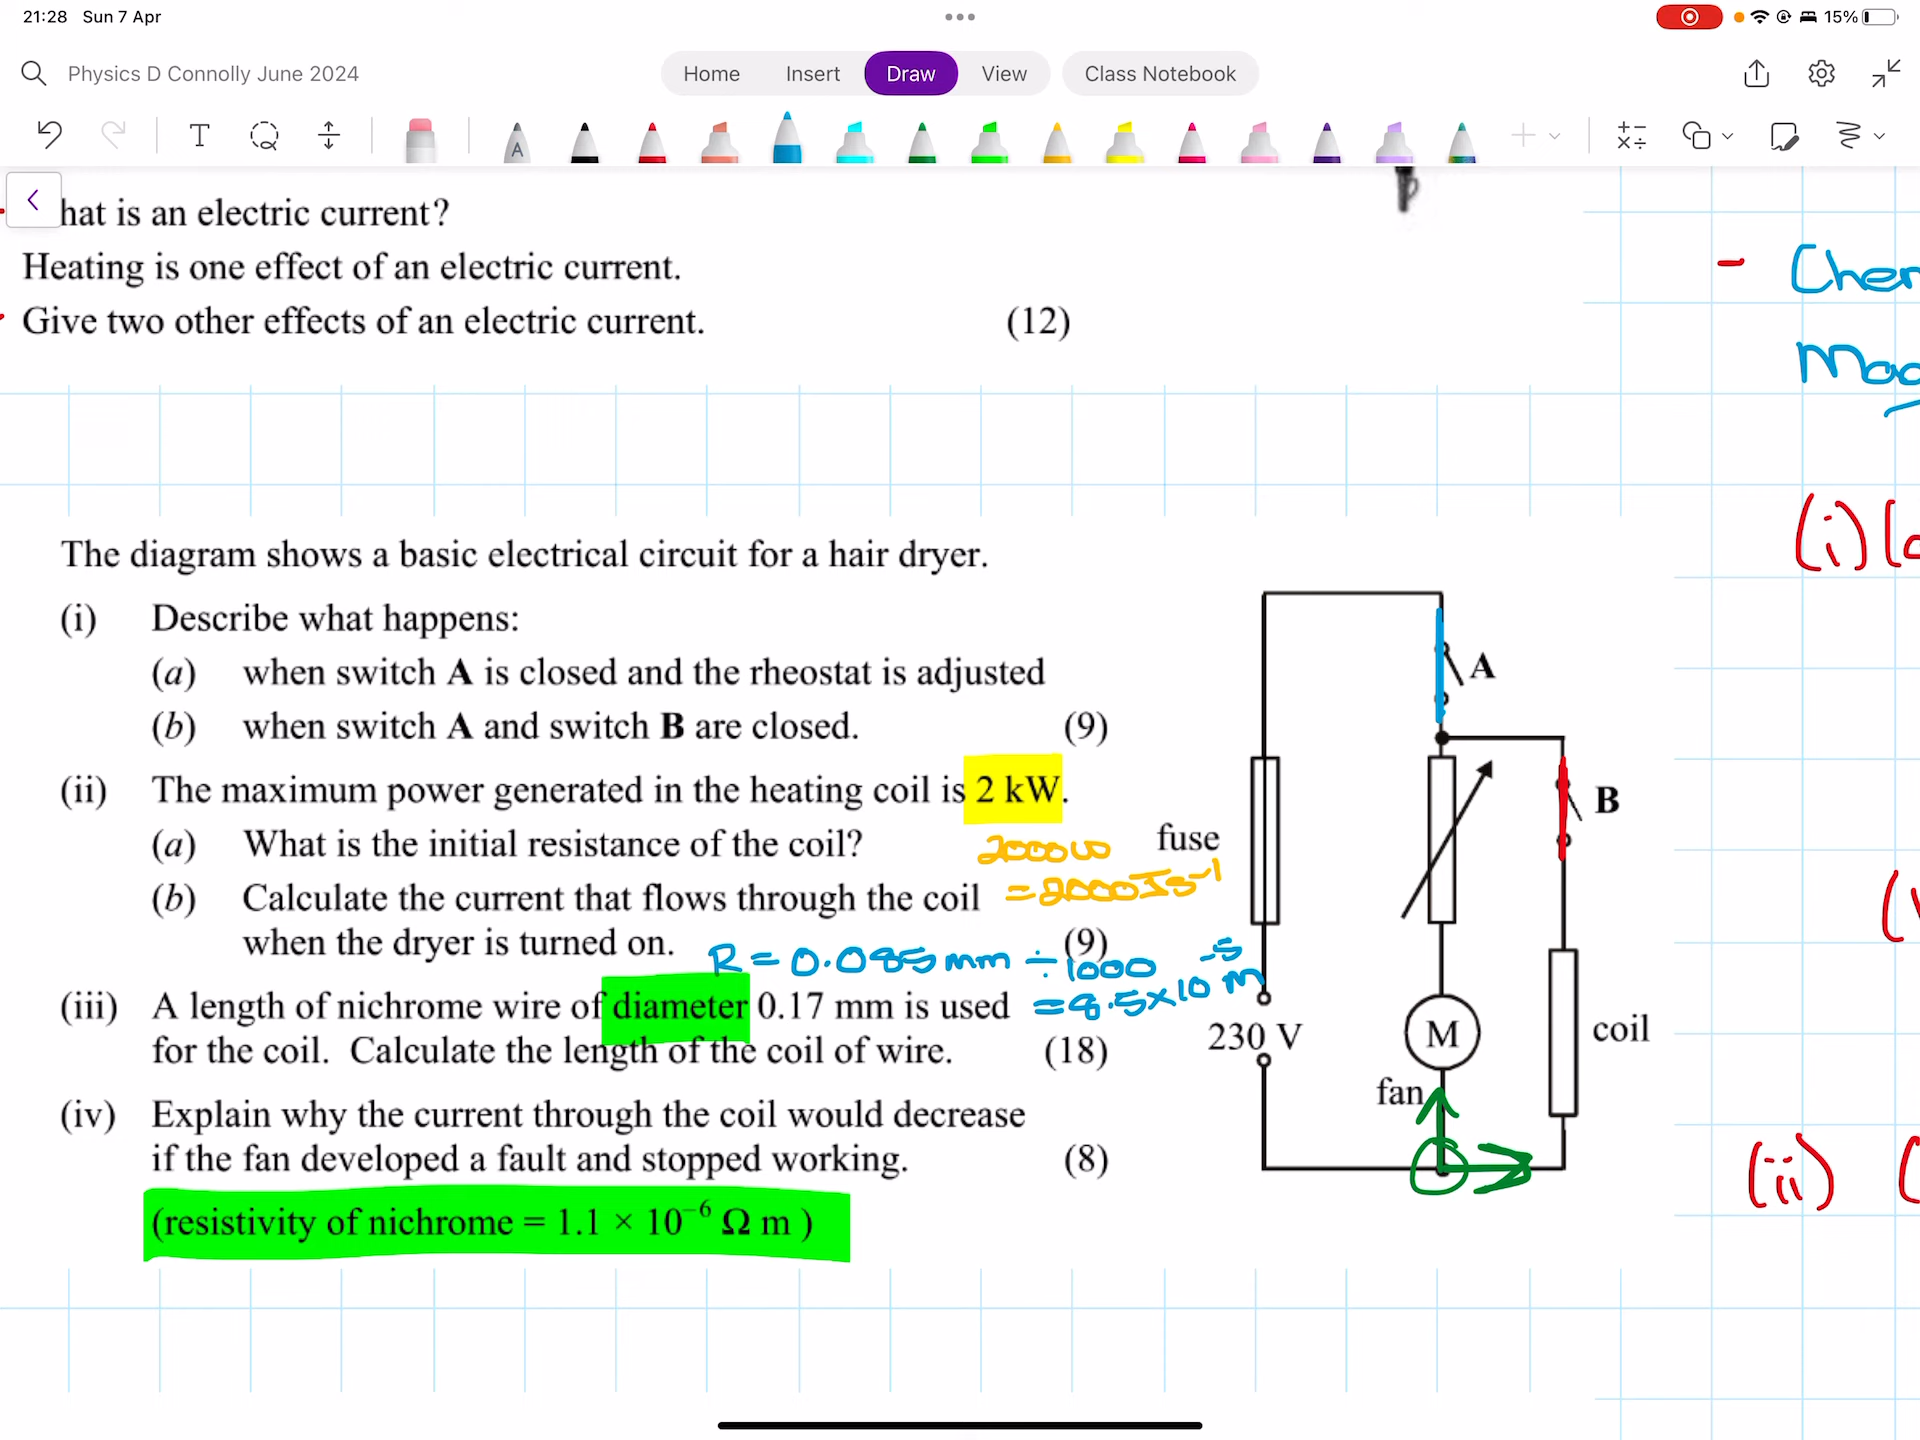 21:28 Sun 7 Apr
15%
Physics D Connolly June 2024
Home Insert Draw View Class Notebook
T
A
hat is an electric current?
Heating is one effect of an electric current.
Give two other effects of an electric current. (12)
- Chem
Mag
The diagram shows a basic electrical circuit for a hair dryer.
(i) Describe what happens:
(a) when switch A is closed and the rheostat is adjusted
(b) when switch A and switch B are closed. (9)
(ii) The maximum power generated in the heating coil is 2 kW.
2000W
(a) What is the initial resistance of the coil?
= 2000Js⁻¹
(b) Calculate the current that flows through the coil
when the dryer is turned on. (9)
R = 0.085mm ÷ 1000
= 8.5×10⁻⁵ m
(iii) A length of nichrome wire of diameter 0.17 mm is used
for the coil. Calculate the length of the coil of wire. (18)
(iv) Explain why the current through the coil would decrease
if the fan developed a fault and stopped working. (8)
(resistivity of nichrome = 1.1 × 10⁻⁶ Ω m )
A
B
fuse
230 V
M
fan
coil
(i) (a
(ii) (